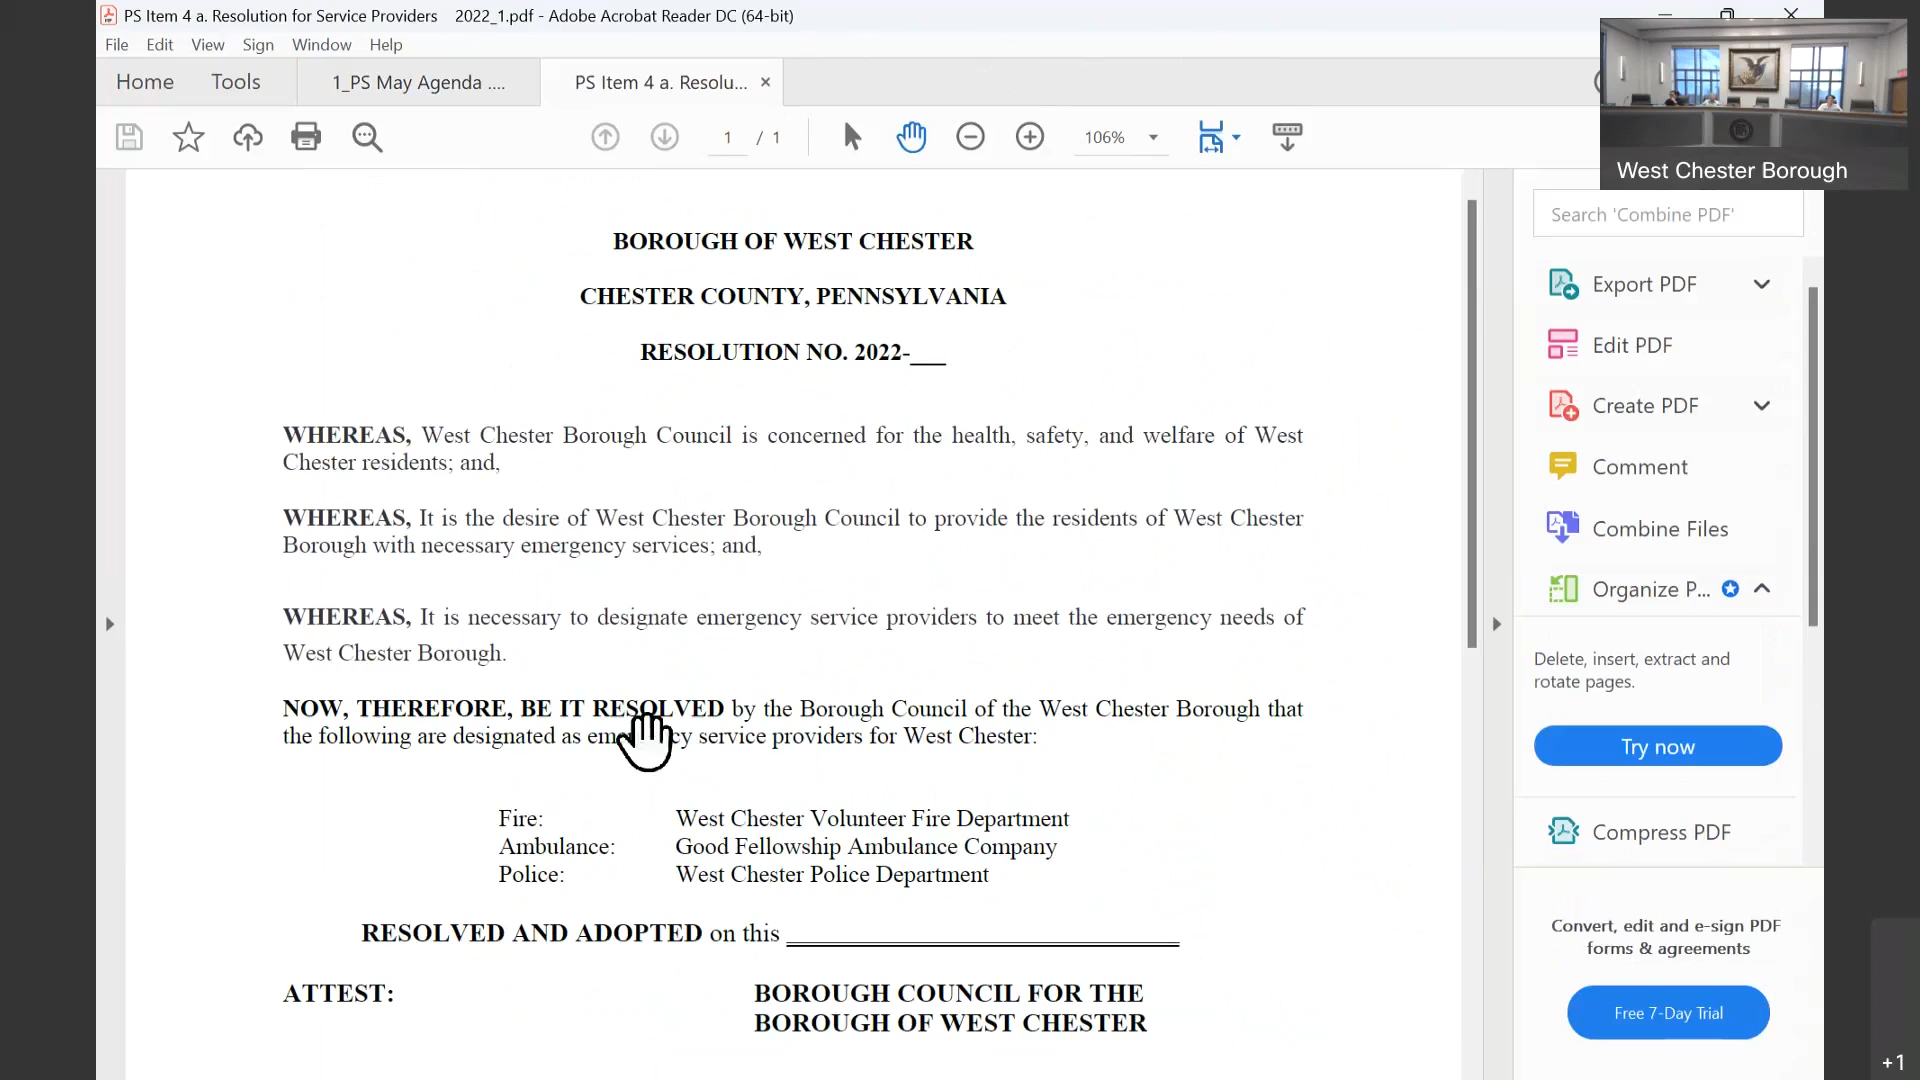 PS Item 4 a. Resolution for Service Providers 2022_1.pdf - Adobe Acrobat Reader DC (64-bit)
File Edit View Sign Window Help
Home Tools 1_PS May Agenda .... PS Item 4 a. Resolu... ×
1 / 1 106%
West Chester Borough
Search 'Combine PDF'
Export PDF
Edit PDF
Create PDF
Comment
Combine Files
Organize P...
Delete, insert, extract and
rotate pages.
Try now
Compress PDF
Convert, edit and e-sign PDF
forms & agreements
Free 7-Day Trial
+1
BOROUGH OF WEST CHESTER
CHESTER COUNTY, PENNSYLVANIA
RESOLUTION NO. 2022-___
WHEREAS, West Chester Borough Council is concerned for the health, safety, and welfare of West
Chester residents; and,
WHEREAS, It is the desire of West Chester Borough Council to provide the residents of West Chester
Borough with necessary emergency services; and,
WHEREAS, It is necessary to designate emergency service providers to meet the emergency needs of
West Chester Borough.
NOW, THEREFORE, BE IT RESOLVED by the Borough Council of the West Chester Borough that
the following are designated as emergency service providers for West Chester:
Fire: West Chester Volunteer Fire Department
Ambulance: Good Fellowship Ambulance Company
Police: West Chester Police Department
RESOLVED AND ADOPTED on this ______________________________
ATTEST: BOROUGH COUNCIL FOR THE
BOROUGH OF WEST CHESTER